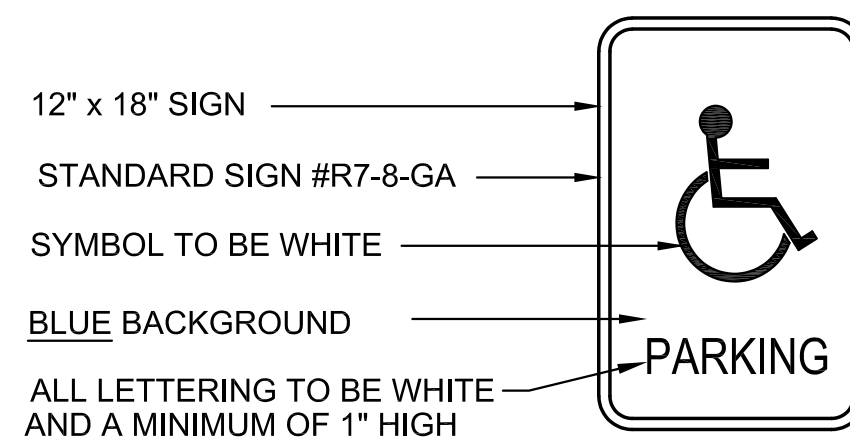 12" x 18" SIGN
STANDARD SIGN #R7-8-GA
SYMBOL TO BE WHITE
BLUE BACKGROUND
PARKING
ALL LETTERING TO BE WHITE
AND A MINIMUM OF 1" HIGH